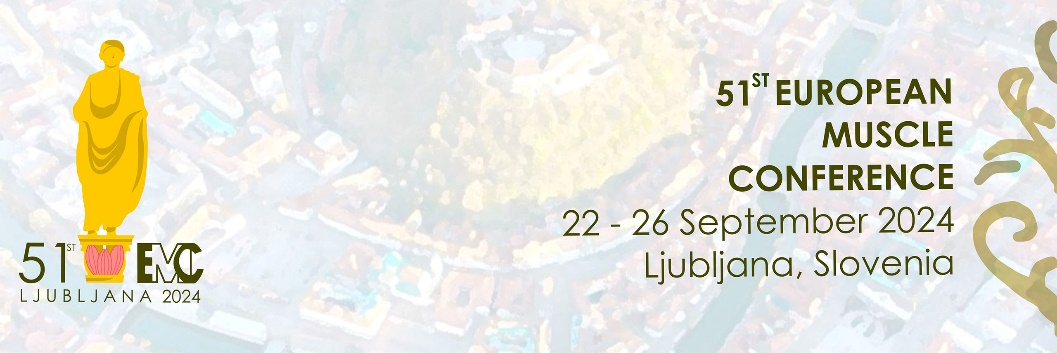 51ST EMC
LJUBLJANA 2024
51ST EUROPEAN
MUSCLE
CONFERENCE
22 - 26 September 2024
Ljubljana, Slovenia